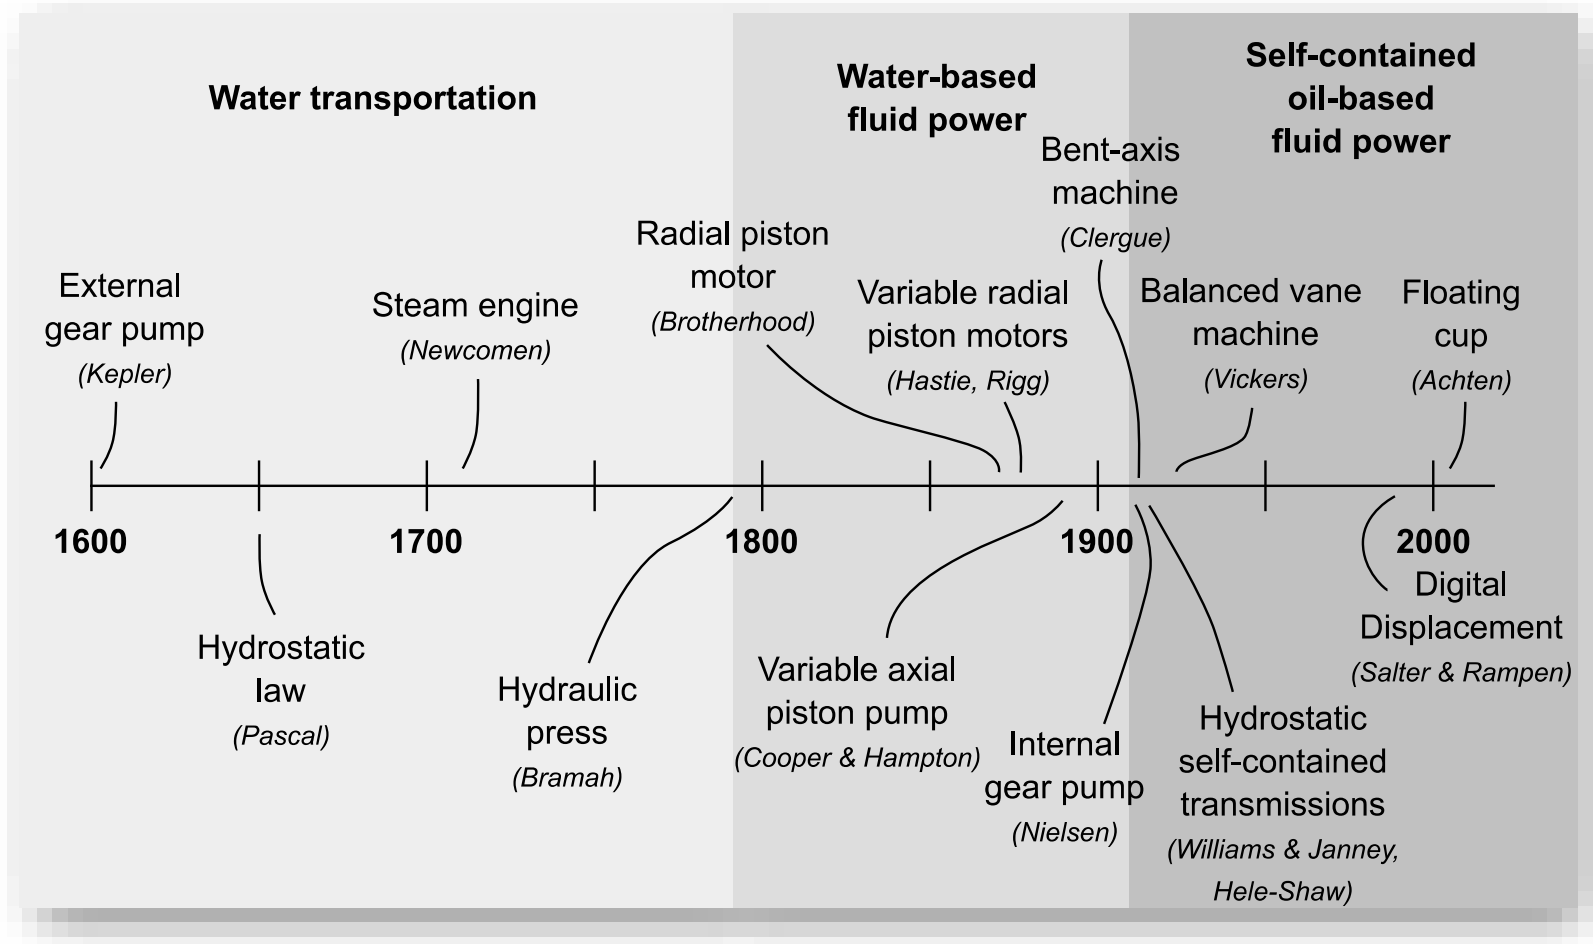 Water transportation
Water-based
fluid power
Self-contained
oil-based
fluid power
External
gear pump
(Kepler)
Steam engine
(Newcomen)
Radial piston
motor
(Brotherhood)
Variable radial
piston motors
(Hastie, Rigg)
Bent-axis
machine
(Clergue)
Balanced vane
machine
(Vickers)
Floating
cup
(Achten)
1600
1700
1800
1900
2000
Hydrostatic
law
(Pascal)
Hydraulic
press
(Bramah)
Variable axial
piston pump
(Cooper & Hampton)
Internal
gear pump
(Nielsen)
Hydrostatic
self-contained
transmissions
(Williams & Janney,
Hele-Shaw)
Digital
Displacement
(Salter & Rampen)